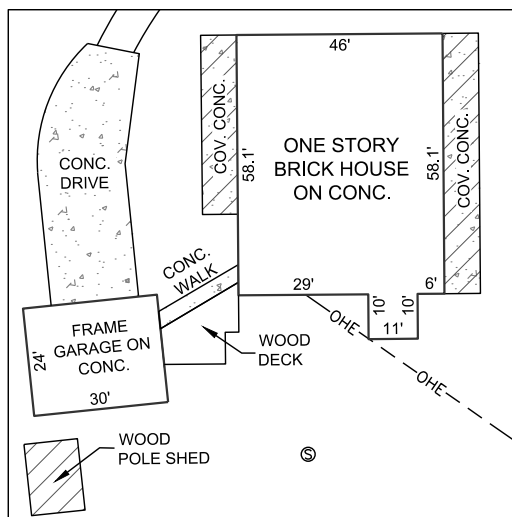 46'
COV. CONC.
58.1'
ONE STORY
BRICK HOUSE
ON CONC.
58.1'
COV. CONC.
CONC.
DRIVE
CONC.
WALK
29'
10'
11'
10'
6'
FRAME
GARAGE ON
CONC.
24'
30'
WOOD
DECK
OHE
OHE
WOOD
POLE SHED
S